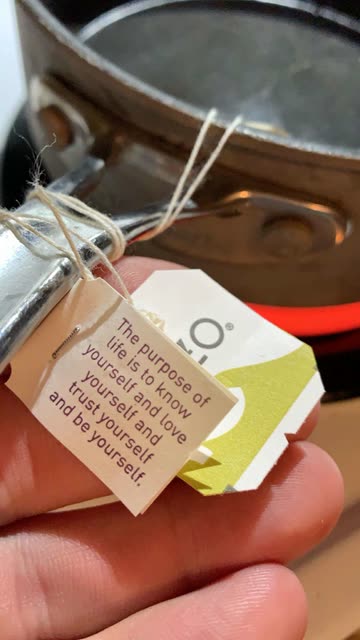 The purpose of
life is to know
yourself and love
yourself and
trust yourself
and be yourself.